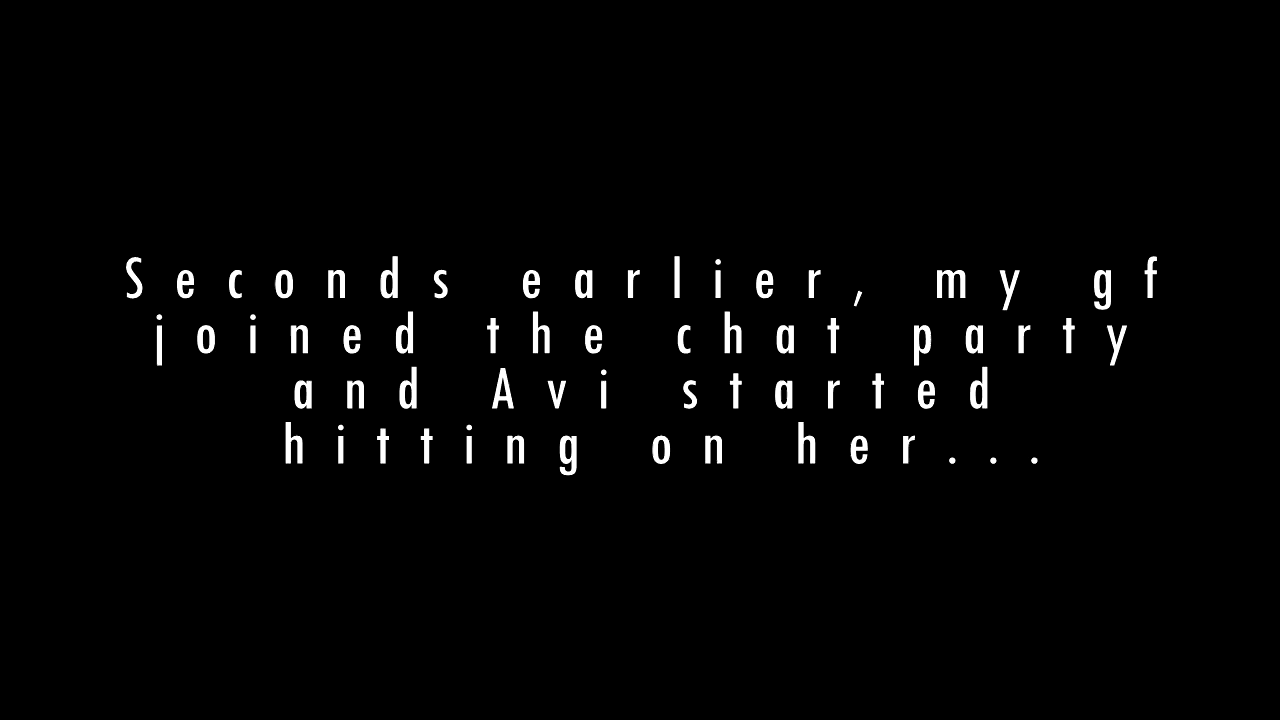 Seconds earlier, my gf
joined the chat party
and Avi started
hitting on her...